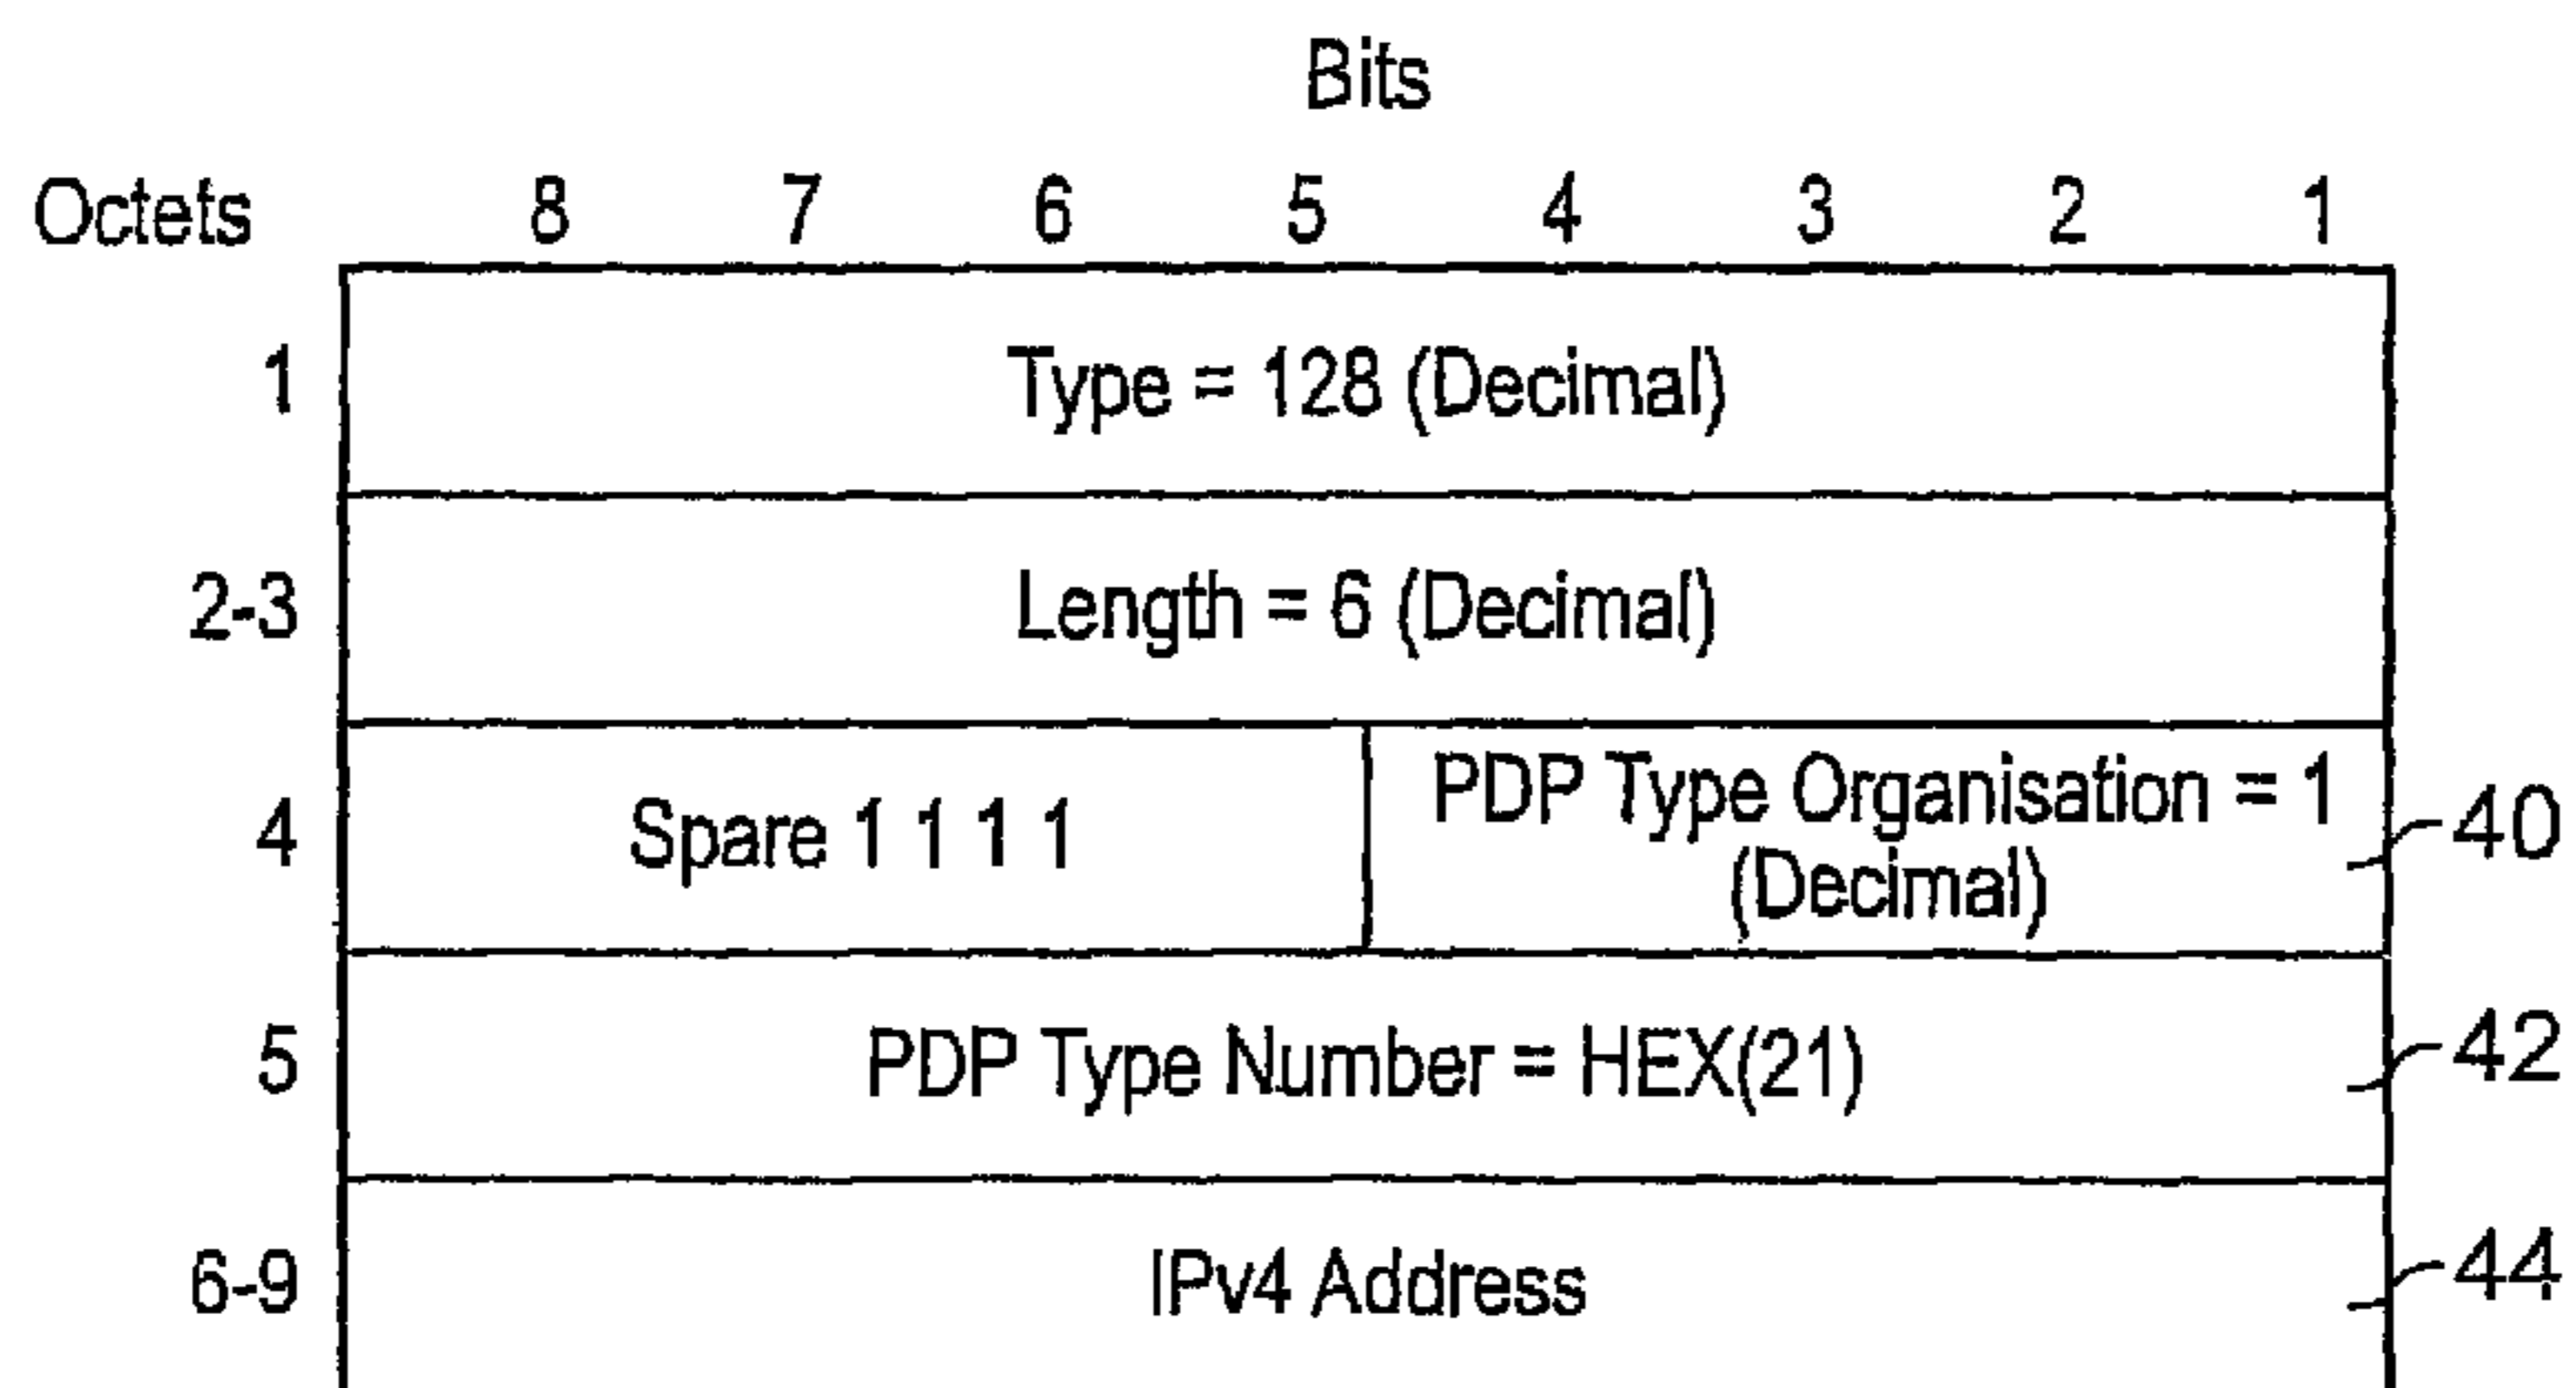 Bits
Octets 8 7 6 5 4 3 2 1
1 Type = 128 (Decimal)
2-3 Length = 6 (Decimal)
4 Spare 1 1 1 1 PDP Type Organisation = 1 (Decimal) 40
5 PDP Type Number = HEX(21) 42
6-9 IPv4 Address 44